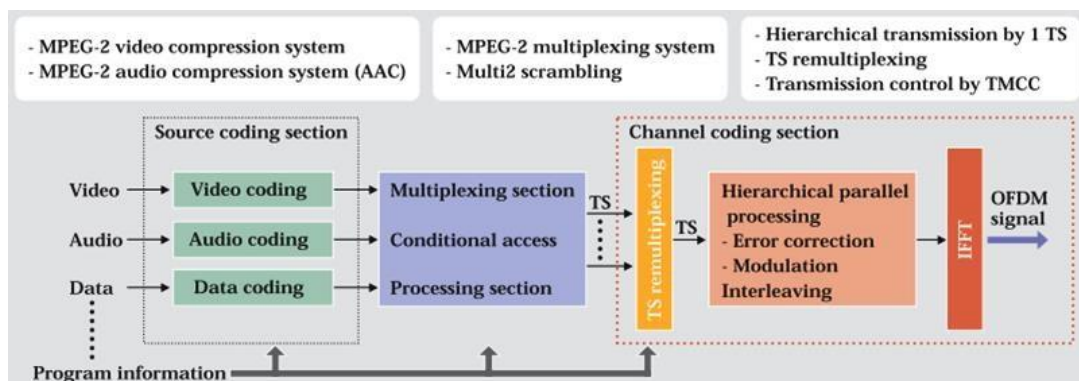 - MPEG-2 video compression system
- MPEG-2 audio compression system (AAC)
- MPEG-2 multiplexing system
- Multi2 scrambling
- Hierarchical transmission by 1 TS
- TS remultiplexing
- Transmission control by TMCC
Source coding section
Channel coding section
Video
Video coding
Multiplexing section
TS
Audio
Audio coding
Conditional access
Data
Data coding
Processing section
TS remultiplexing
TS
Hierarchical parallel
processing
- Error correction
- Modulation
Interleaving
IFFT
OFDM
signal
Program information